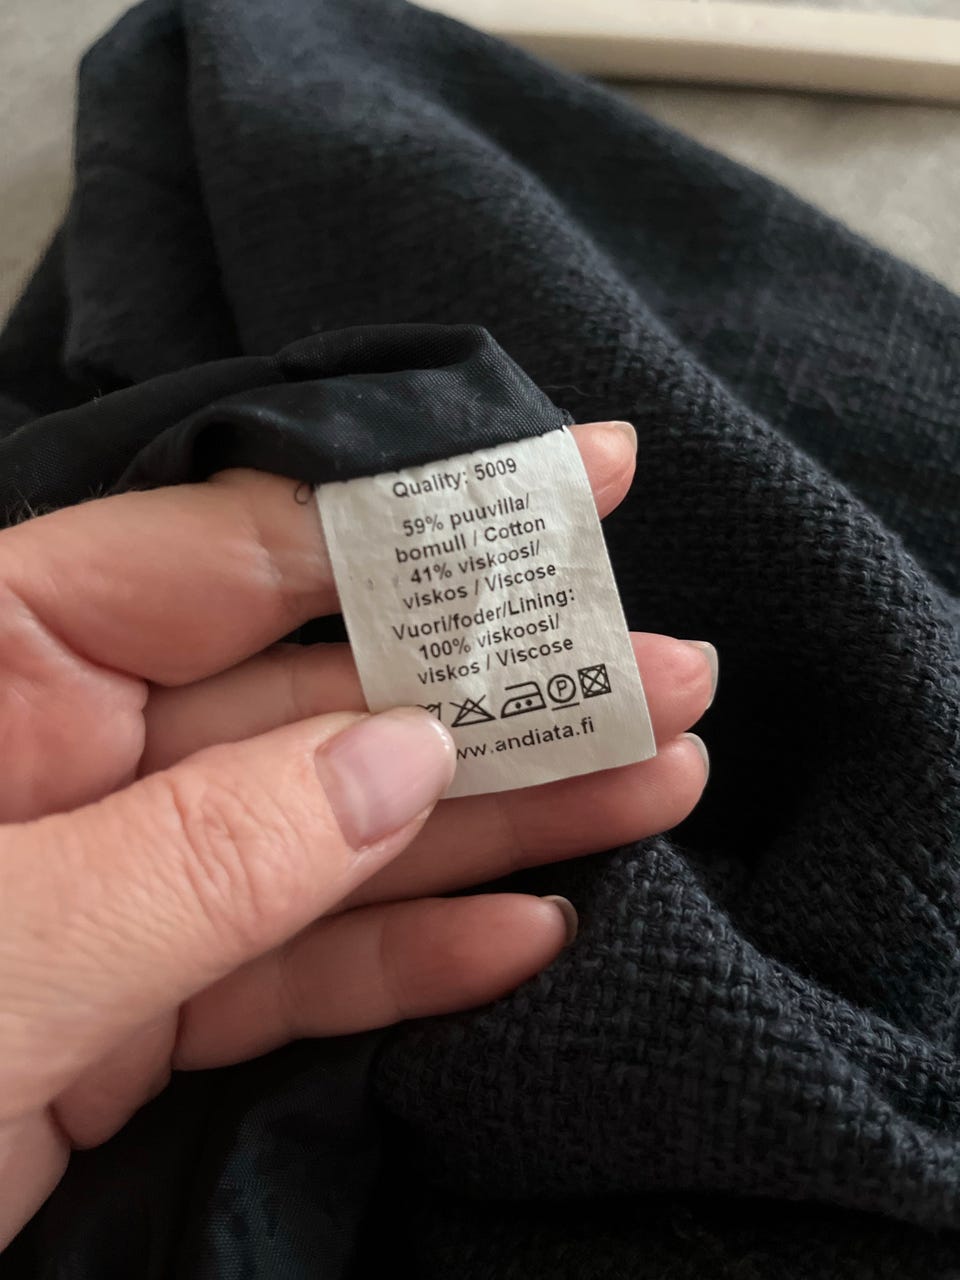 Quality: 5009
59% puuvilla/
bomull / Cotton
41% viskoosi/
viskos / Viscose
Vuori/foder/Lining:
100% viskoosi/
viskos / Viscose
P
ww.andiata.fi